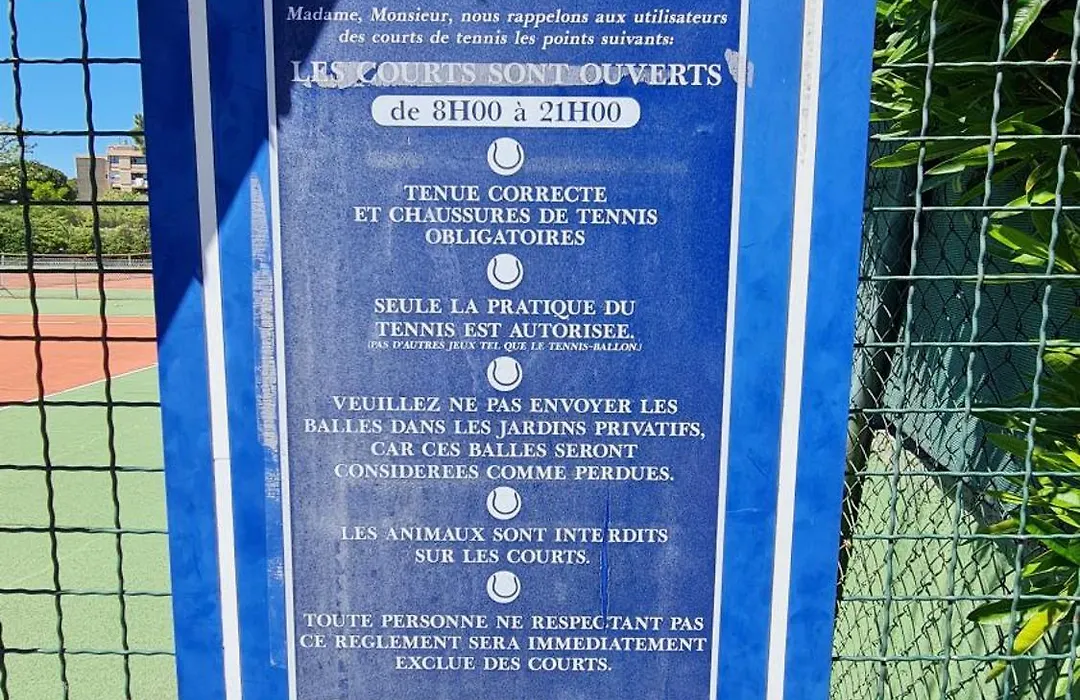 Madame, Monsieur, nous rappelons aux utilisateurs
des courts de tennis les points suivants:
LES COURTS SONT OUVERTS
de 8H00 à 21H00
TENUE CORRECTE
ET CHAUSSURES DE TENNIS
OBLIGATOIRES
SEULE LA PRATIQUE DU
TENNIS EST AUTORISEE.
(PAS D'AUTRES JEUX TEL QUE LE TENNIS-BALLON.)
VEUILLEZ NE PAS ENVOYER LES
BALLES DANS LES JARDINS PRIVATIFS,
CAR CES BALLES SERONT
CONSIDEREES COMME PERDUES.
LES ANIMAUX SONT INTERDITS
SUR LES COURTS.
TOUTE PERSONNE NE RESPECTANT PAS
CE REGLEMENT SERA IMMEDIATEMENT
EXCLUE DES COURTS.